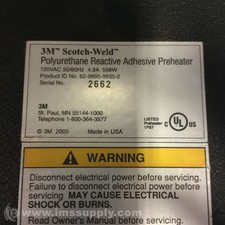 3M™ Scotch-Weld™
Polyurethane Reactive Adhesive Preheater
120VAC 50/60Hz 4.9A 598W
Product ID No. 62-9895-9935-2
Serial No. 2662
3M
St. Paul, MN 55144-1000
Telephone 1-800-364-3577
© 3M 2005
Made in USA
C UL US
LISTED
Preheater
WARNING
Disconnect electrical power before servicing.
Failure to disconnect electrical power before
servicing MAY CAUSE ELECTRICAL
SHOCK OR BURNS.
Read Owner's Manual before servicing.
www.imssupply.com